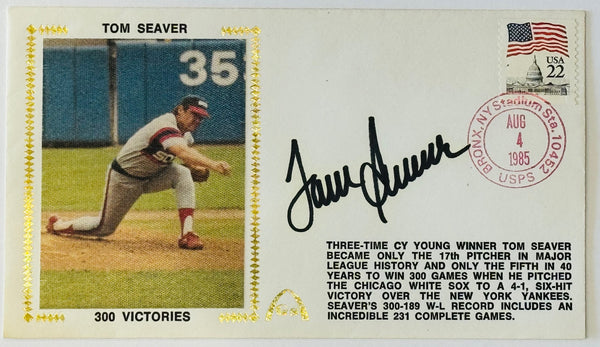 TOM SEAVER
35
50
300 VICTORIES
USA
22
BRONX, NY Stadium Sta. 10452
AUG
4
1985
USPS
Tom Seaver
THREE-TIME CY YOUNG WINNER TOM SEAVER
BECAME ONLY THE 17th PITCHER IN MAJOR
LEAGUE HISTORY AND ONLY THE FIFTH IN 40
YEARS TO WIN 300 GAMES WHEN HE PITCHED
THE CHICAGO WHITE SOX TO A 4-1, SIX-HIT
VICTORY OVER THE NEW YORK YANKEES.
SEAVER'S 300-189 W-L RECORD INCLUDES AN
INCREDIBLE 231 COMPLETE GAMES.